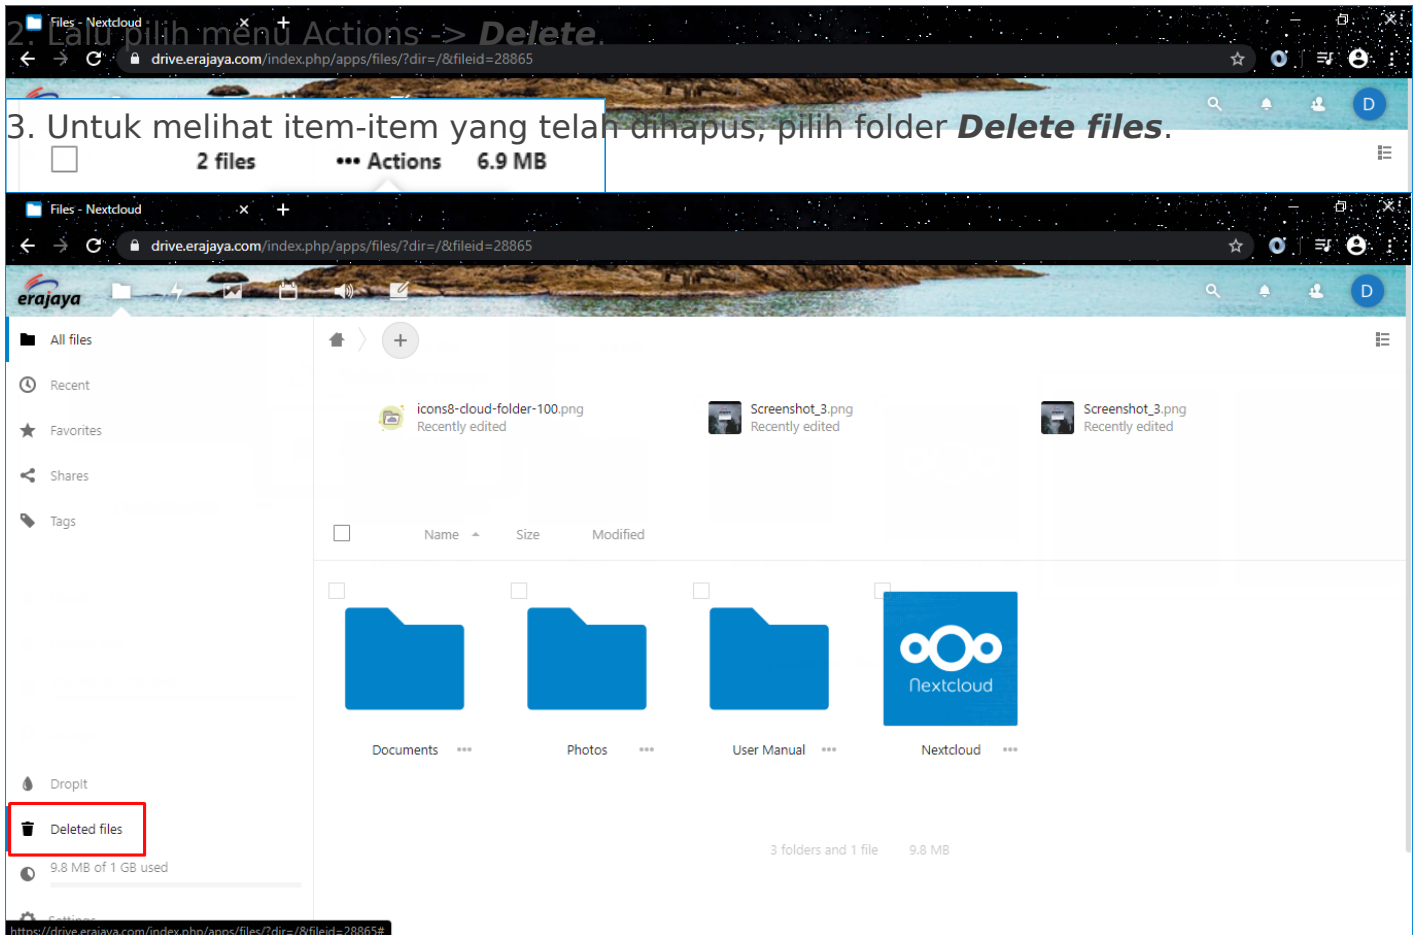 Files - Nextcloud
2. Lalu pilih menu Actions -> Delete.
drive.erajaya.com/index.php/apps/files/?dir=/&fileid=28865
D
3. Untuk melihat item-item yang telah dihapus, pilih folder Delete files.
2 files ••• Actions 6.9 MB
Files - Nextcloud
drive.erajaya.com/index.php/apps/files/?dir=/&fileid=28865
erajaya
D
All files
Recent
Favorites
Shares
Tags
icons8-cloud-folder-100.png
Recently edited
Screenshot_3.png
Recently edited
Screenshot_3.png
Recently edited
Name Size Modified
Nextcloud
Documents ••• Photos ••• User Manual ••• Nextcloud •••
3 folders and 1 file 9.8 MB
DropIt
Deleted files
9.8 MB of 1 GB used
Settings
https://drive.erajaya.com/index.php/apps/files/?dir=/&fileid=28865#